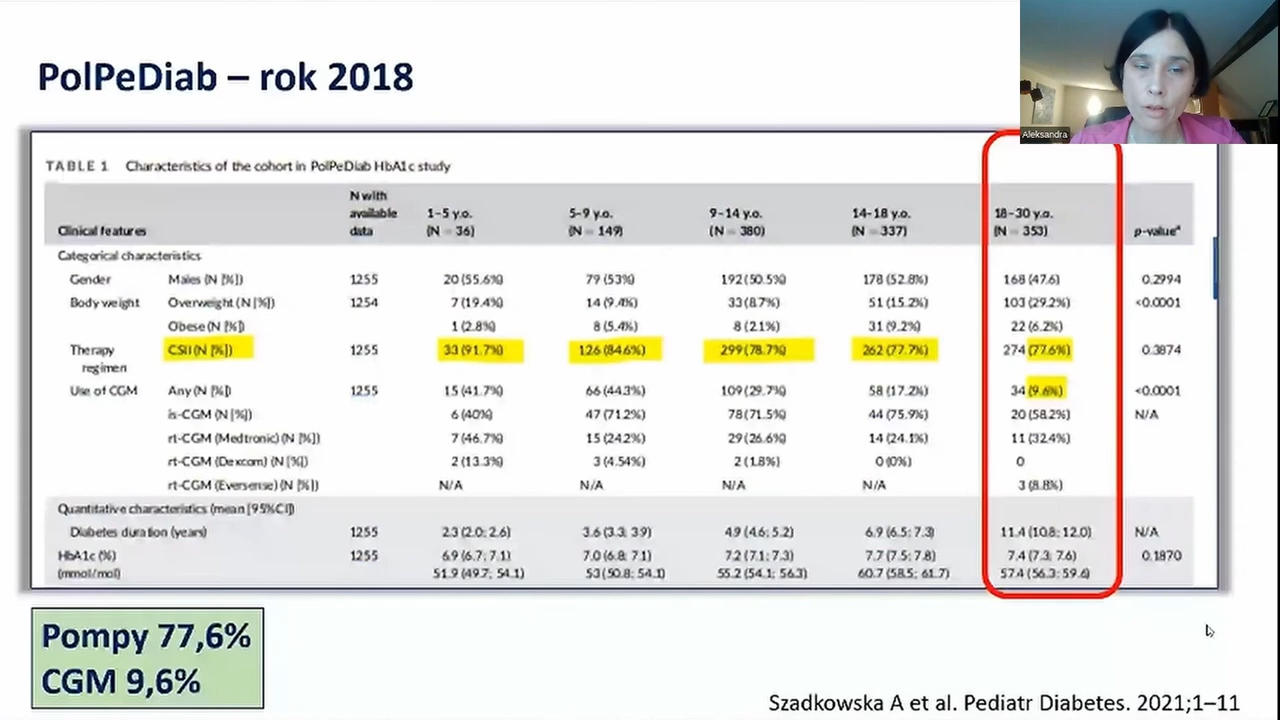 PolPeDiab – rok 2018
Aleksandra
TABLE 1 Characteristics of the cohort in PolPeDiab HbA1c study
Clinical features N with available data 1–5 y.o. (N = 36) 5-9 y.o. (N = 149) 9–14 y.o. (N = 380) 14-18 y.o. (N = 337) 18-30 y.o. (N = 353) p-valueª
Categorical characteristics
Gender Males (N [%]) 1255 20 (55.6%) 79 (53%) 192 (50.5%) 178 (52.8%) 168 (47.6) 0.2994
Body weight Overweight (N [%]) 1254 7 (19.4%) 14 (9.4%) 33 (8.7%) 51 (15.2%) 103 (29.2%) <0.0001
Obese (N [%]) 1 (2.8%) 8 (5.4%) 8 (2.1%) 31 (9.2%) 22 (6.2%)
Therapy regimen CSII (N [%]) 1255 33 (91.7%) 126 (84.6%) 299 (78.7%) 262 (77.7%) 274 (77.6%) 0.3874
Use of CGM Any (N [%]) 1255 15 (41.7%) 66 (44.3%) 109 (29.7%) 58 (17.2%) 34 (9.6%) <0.0001
is-CGM (N [%]) 6 (40%) 47 (71.2%) 78 (71.5%) 44 (75.9%) 20 (58.2%) N/A
rt-CGM (Medtronic) (N [%]) 7 (46.7%) 15 (24.2%) 29 (26.6%) 14 (24.1%) 11 (32.4%)
rt-CGM (Dexcom) (N [%]) 2 (13.3%) 3 (4.54%) 2 (1.8%) 0 (0%) 0
rt-CGM (Eversense) (N [%]) N/A N/A N/A N/A 3 (8.8%)
Quantitative characteristics (mean [95%CI])
Diabetes duration (years) 1255 2.3 (2.0; 2.6) 3.6 (3.3; 3.9) 4.9 (4.6; 5.2) 6.9 (6.5; 7.3) 11.4 (10.8; 12.0) N/A
HbA1c (%) 1255 6.9 (6.7; 7.1) 7.0 (6.8; 7.1) 7.2 (7.1; 7.3) 7.7 (7.5; 7.8) 7.4 (7.3; 7.6) 0.1870
(mmol/mol) 51.9 (49.7; 54.1) 53 (50.8; 54.1) 55.2 (54.1; 56.3) 60.7 (58.5; 61.7) 57.4 (56.3; 59.6)
Pompy 77,6%
CGM 9,6%
Szadkowska A et al. Pediatr Diabetes. 2021;1–11